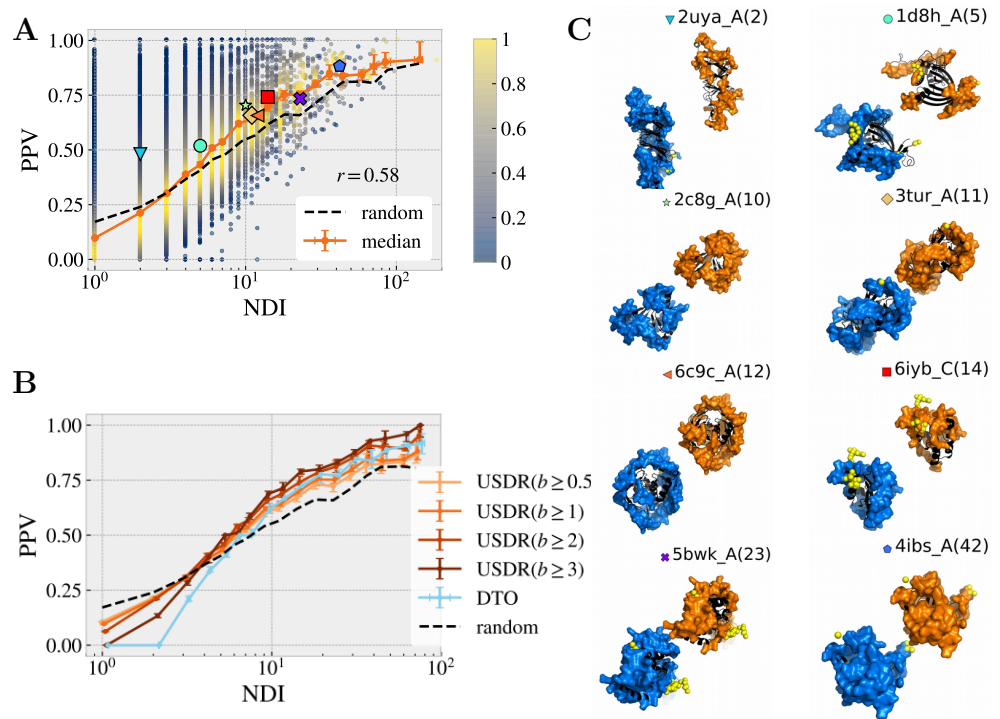 A
PPV
1.00
0.75
0.50
0.25
0.00
10^0
10^1
10^2
NDI
r = 0.58
random
median
1
0.8
0.6
0.4
0.2
0
B
PPV
1.00
0.75
0.50
0.25
0.00
10^0
10^1
10^2
NDI
USDR(b ≥ 0.5
USDR(b ≥ 1)
USDR(b ≥ 2)
USDR(b ≥ 3)
DTO
random
C
2uya_A(2)
1d8h_A(5)
2c8g_A(10)
3tur_A(11)
6c9c_A(12)
6iyb_C(14)
5bwk_A(23)
4ibs_A(42)